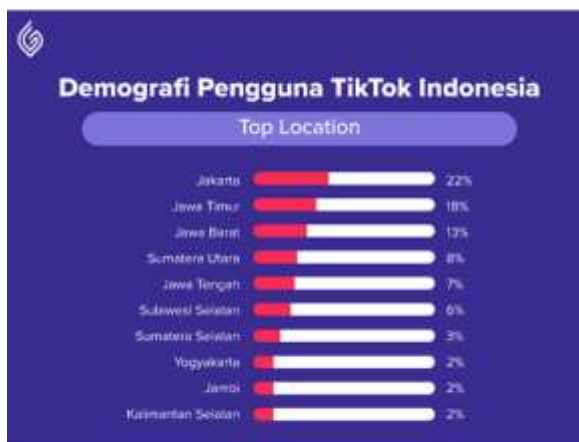 Demografi Pengguna TikTok Indonesia
Top Location
Jakarta 22%
Jawa Timur 18%
Jawa Barat 13%
Sumatera Utara 8%
Jawa Tengah 7%
Sulawesi Selatan 6%
Sumatera Selatan 3%
Yogyakarta 2%
Jambi 2%
Kalimantan Selatan 2%